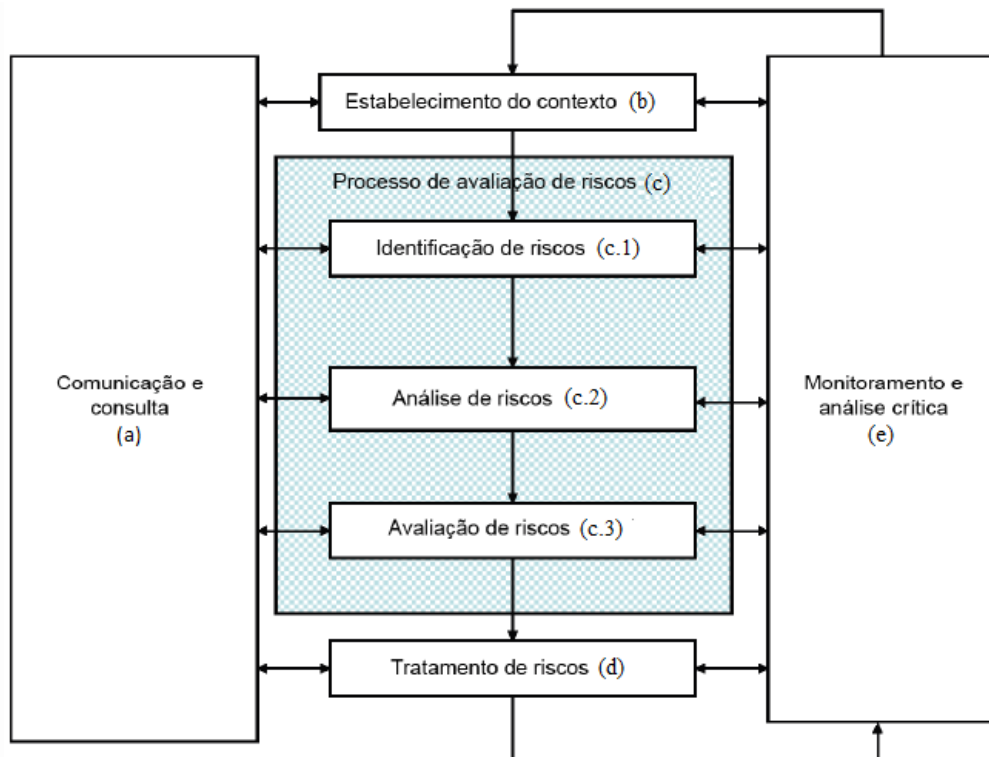 Estabelecimento do contexto (b)
Processo de avaliação de riscos (c)
Identificação de riscos (c.1)
Comunicação e
consulta
(a)
Análise de riscos (c.2)
Monitoramento e
análise crítica
(e)
Avaliação de riscos (c.3)
Tratamento de riscos (d)